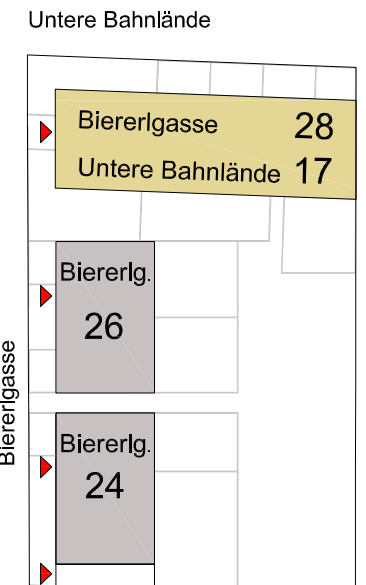 Untere Bahnlände
Biererlgasse 28
Untere Bahnlände 17
Biererlg.
26
Biererlgasse
Biererlg.
24